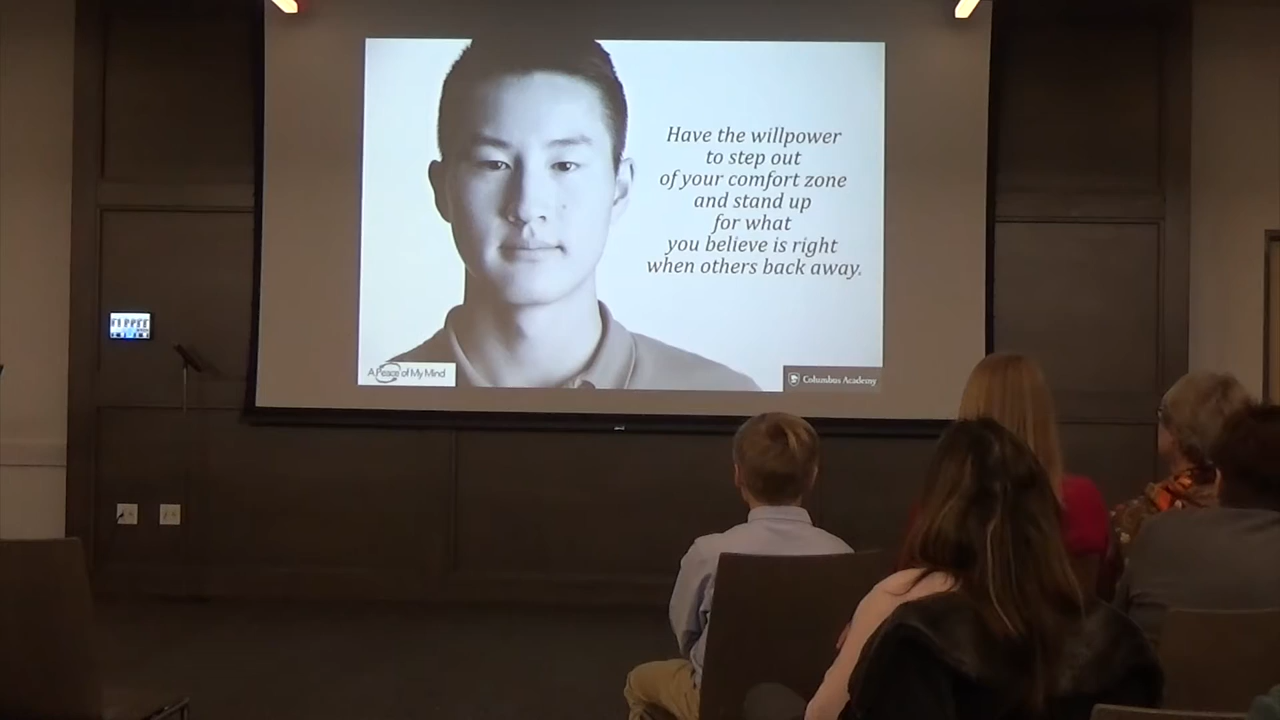 Have the willpower
to step out
of your comfort zone
and stand up
for what
you believe is right
when others back away.
A Peace of My Mind
Columbus Academy